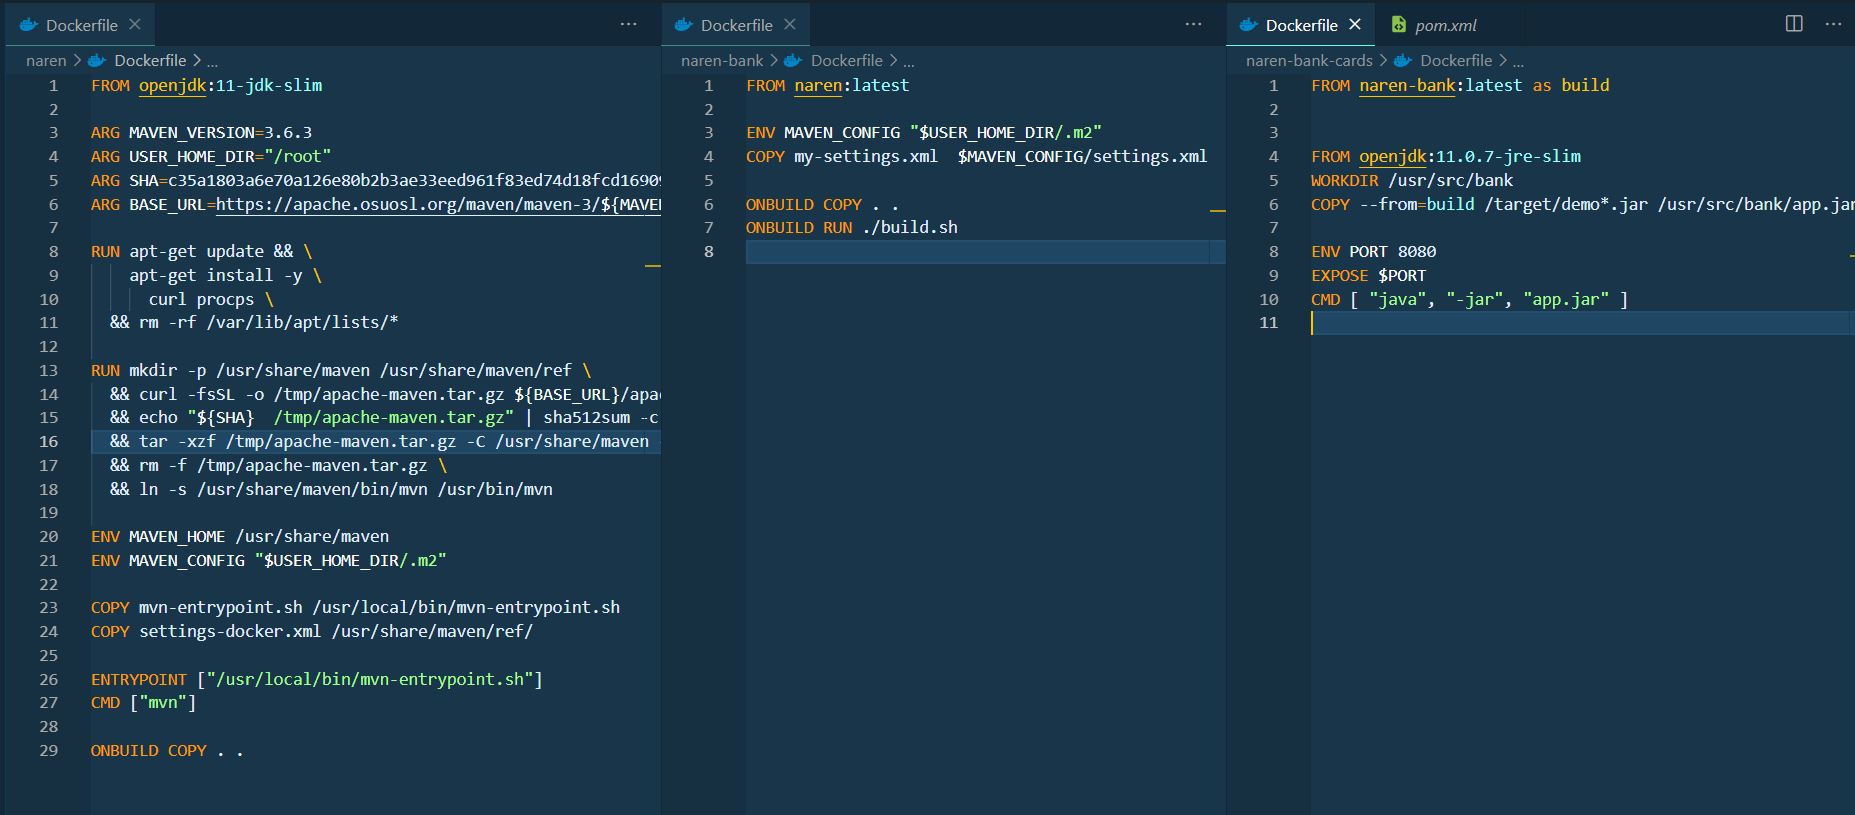 Dockerfile
naren > Dockerfile > ...
1 FROM openjdk:11-jdk-slim
2
3 ARG MAVEN_VERSION=3.6.3
4 ARG USER_HOME_DIR="/root"
5 ARG SHA=c35a1803a6e70a126e80b2b3ae33eed961f83ed74d18fcd16909
6 ARG BASE_URL=https://apache.osuosl.org/maven/maven-3/${MAVEN
7
8 RUN apt-get update && \
9 apt-get install -y \
10 curl procps \
11 && rm -rf /var/lib/apt/lists/*
12
13 RUN mkdir -p /usr/share/maven /usr/share/maven/ref \
14 && curl -fsSL -o /tmp/apache-maven.tar.gz ${BASE_URL}/apac
15 && echo "${SHA}  /tmp/apache-maven.tar.gz" | sha512sum -c
16 && tar -xzf /tmp/apache-maven.tar.gz -C /usr/share/maven
17 && rm -f /tmp/apache-maven.tar.gz \
18 && ln -s /usr/share/maven/bin/mvn /usr/bin/mvn
19
20 ENV MAVEN_HOME /usr/share/maven
21 ENV MAVEN_CONFIG "$USER_HOME_DIR/.m2"
22
23 COPY mvn-entrypoint.sh /usr/local/bin/mvn-entrypoint.sh
24 COPY settings-docker.xml /usr/share/maven/ref/
25
26 ENTRYPOINT ["/usr/local/bin/mvn-entrypoint.sh"]
27 CMD ["mvn"]
28
29 ONBUILD COPY . .
Dockerfile
naren-bank > Dockerfile > ...
1 FROM naren:latest
2
3 ENV MAVEN_CONFIG "$USER_HOME_DIR/.m2"
4 COPY my-settings.xml  $MAVEN_CONFIG/settings.xml
5
6 ONBUILD COPY . .
7 ONBUILD RUN ./build.sh
8
Dockerfile pom.xml
naren-bank-cards > Dockerfile > ...
1 FROM naren-bank:latest as build
2
3
4 FROM openjdk:11.0.7-jre-slim
5 WORKDIR /usr/src/bank
6 COPY --from=build /target/demo*.jar /usr/src/bank/app.jar
7
8 ENV PORT 8080
9 EXPOSE $PORT
10 CMD [ "java", "-jar", "app.jar" ]
11